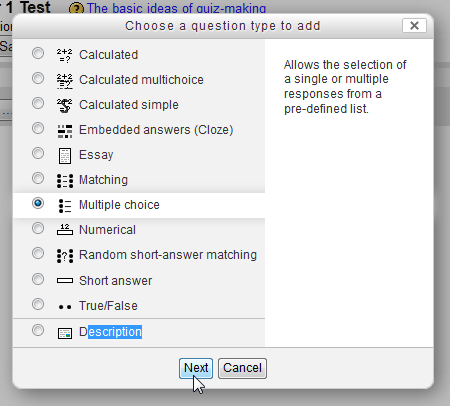 1 Test
The basic ideas of quiz-making
Choose a question type to add
Calculated
Calculated multichoice
Calculated simple
Embedded answers (Cloze)
Essay
Matching
Multiple choice
Numerical
Random short-answer matching
Short answer
True/False
Description
Allows the selection of
a single or multiple
responses from a
pre-defined list.
Next
Cancel